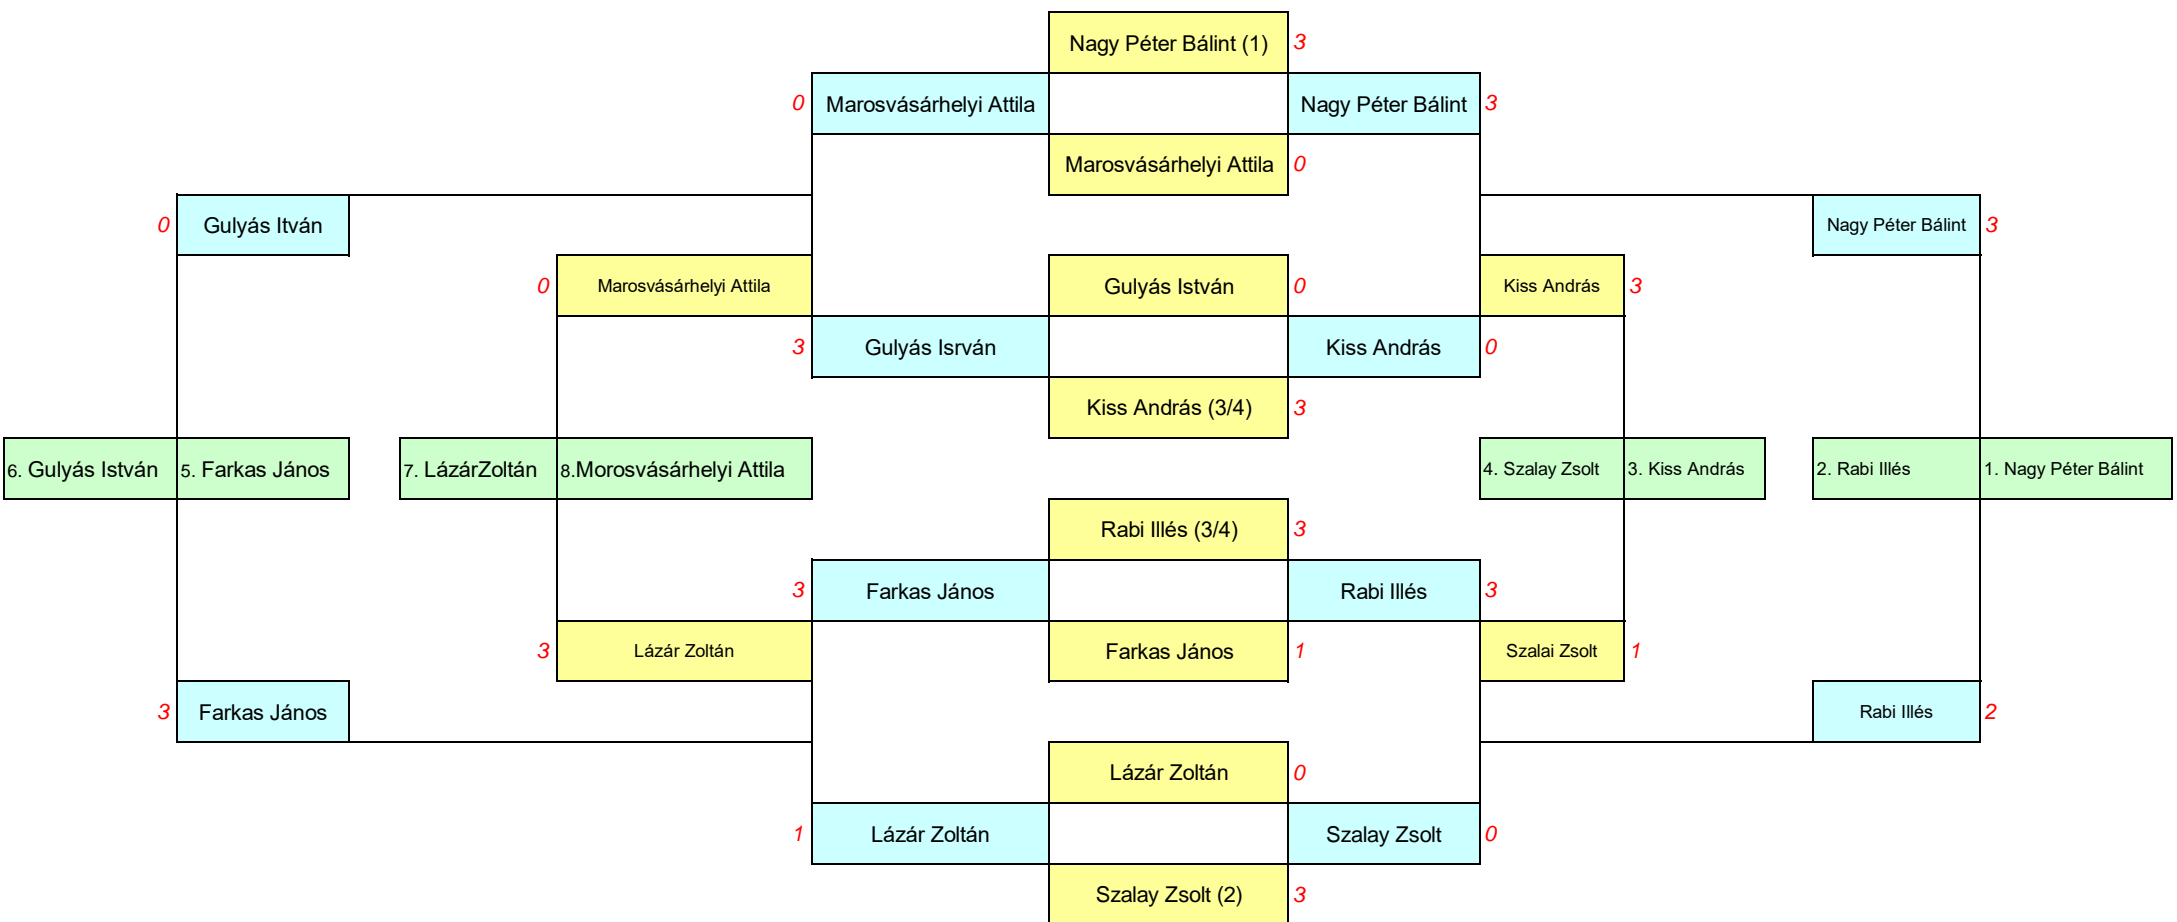 Nagy Péter Bálint (1) 3
0 Marosvásárhelyi Attila Nagy Péter Bálint 3
Marosvásárhelyi Attila 0
0 Gulyás Itván Nagy Péter Bálint 3
0 Marosvásárhelyi Attila Gulyás István 0 Kiss András 3
3 Gulyás Isrván Kiss András 0
Kiss András (3/4) 3
6. Gulyás István 5. Farkas János 7. LázárZoltán 8.Morosvásárhelyi Attila 4. Szalay Zsolt 3. Kiss András 2. Rabi Illés 1. Nagy Péter Bálint
Rabi Illés (3/4) 3
3 Farkas János Rabi Illés 3
3 Lázár Zoltán Farkas János 1 Szalai Zsolt 1
3 Farkas János Rabi Illés 2
Lázár Zoltán 0
1 Lázár Zoltán Szalay Zsolt 0
Szalay Zsolt (2) 3